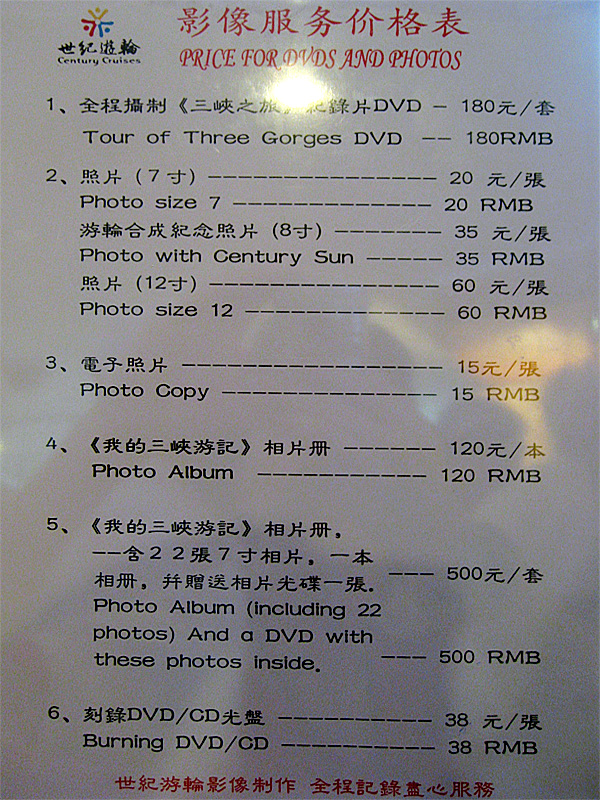 世纪遊輪
Century Cruises
影像服务价格表
PRICE FOR DVDS AND PHOTOS
1、全程攝制《三峽之旅》紀錄片DVD – 180元/套
Tour of Three Gorges DVD –– 180RMB
2、照片 (7寸) ––––––––––––––––– 20 元/張
Photo size 7 –––––––––––––– 20 RMB
游輪合成紀念照片 (8寸) ––––––– 35 元/張
Photo with Century Sun ––––– 35 RMB
照片 (12寸) ––––––––––––––––– 60 元/張
Photo size 12 –––––––––––––– 60 RMB
3、電子照片 –––––––––––––––––– 15元/張
Photo Copy –––––––––––––––– 15 RMB
4、《我的三峽游記》相片册 –––––– 120元/本
Photo Album –––––––––––– 120 RMB
5、《我的三峽游記》相片册，
––含22張7寸相片，一本
相册，并贈送相片光碟一張. ––– 500元/套
Photo Album (including 22
photos) And a DVD with
these photos inside. ––– 500 RMB
6、刻錄DVD/CD光盤 ––––––––––– 38 元/張
Burning DVD/CD ––––––––––– 38 RMB
世紀游輪影像制作 全程記錄盡心服務